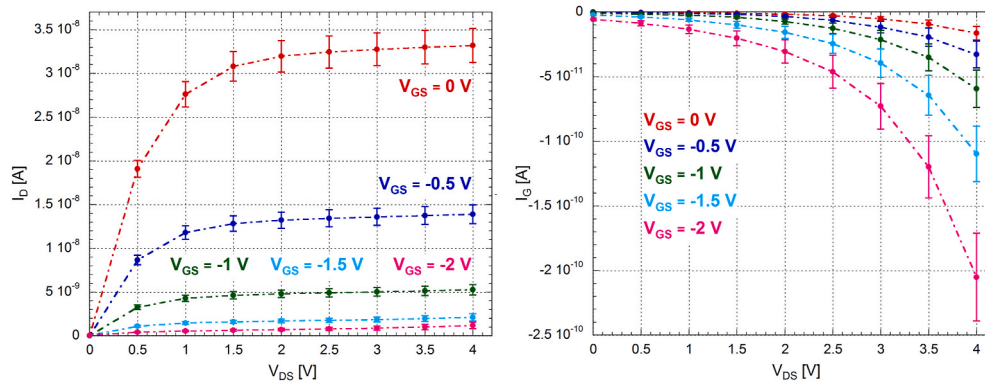 3.5 10⁻⁸
3 10⁻⁸
2.5 10⁻⁸
2 10⁻⁸
1.5 10⁻⁸
1 10⁻⁸
5 10⁻⁹
0
I_D [A]
V_GS = 0 V
V_GS = -0.5 V
V_GS = -1 V V_GS = -1.5 V V_GS = -2 V
0 0.5 1 1.5 2 2.5 3 3.5 4
V_DS [V]
0
-5 10⁻¹¹
-1 10⁻¹⁰
-1.5 10⁻¹⁰
-2 10⁻¹⁰
-2.5 10⁻¹⁰
I_G [A]
V_GS = 0 V
V_GS = -0.5 V
V_GS = -1 V
V_GS = -1.5 V
V_GS = -2 V
0 0.5 1 1.5 2 2.5 3 3.5 4
V_DS [V]